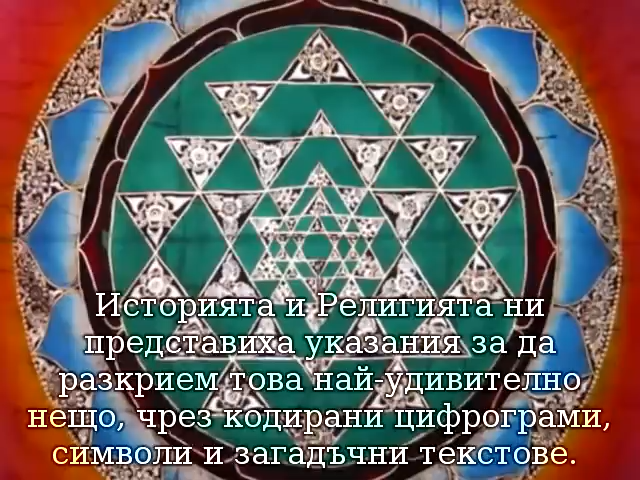 Историята и Религията ни
представиха указания за да
разкрием това най-удивително
нещо, чрез кодирани цифрограми,
символи и загадъчни текстове.